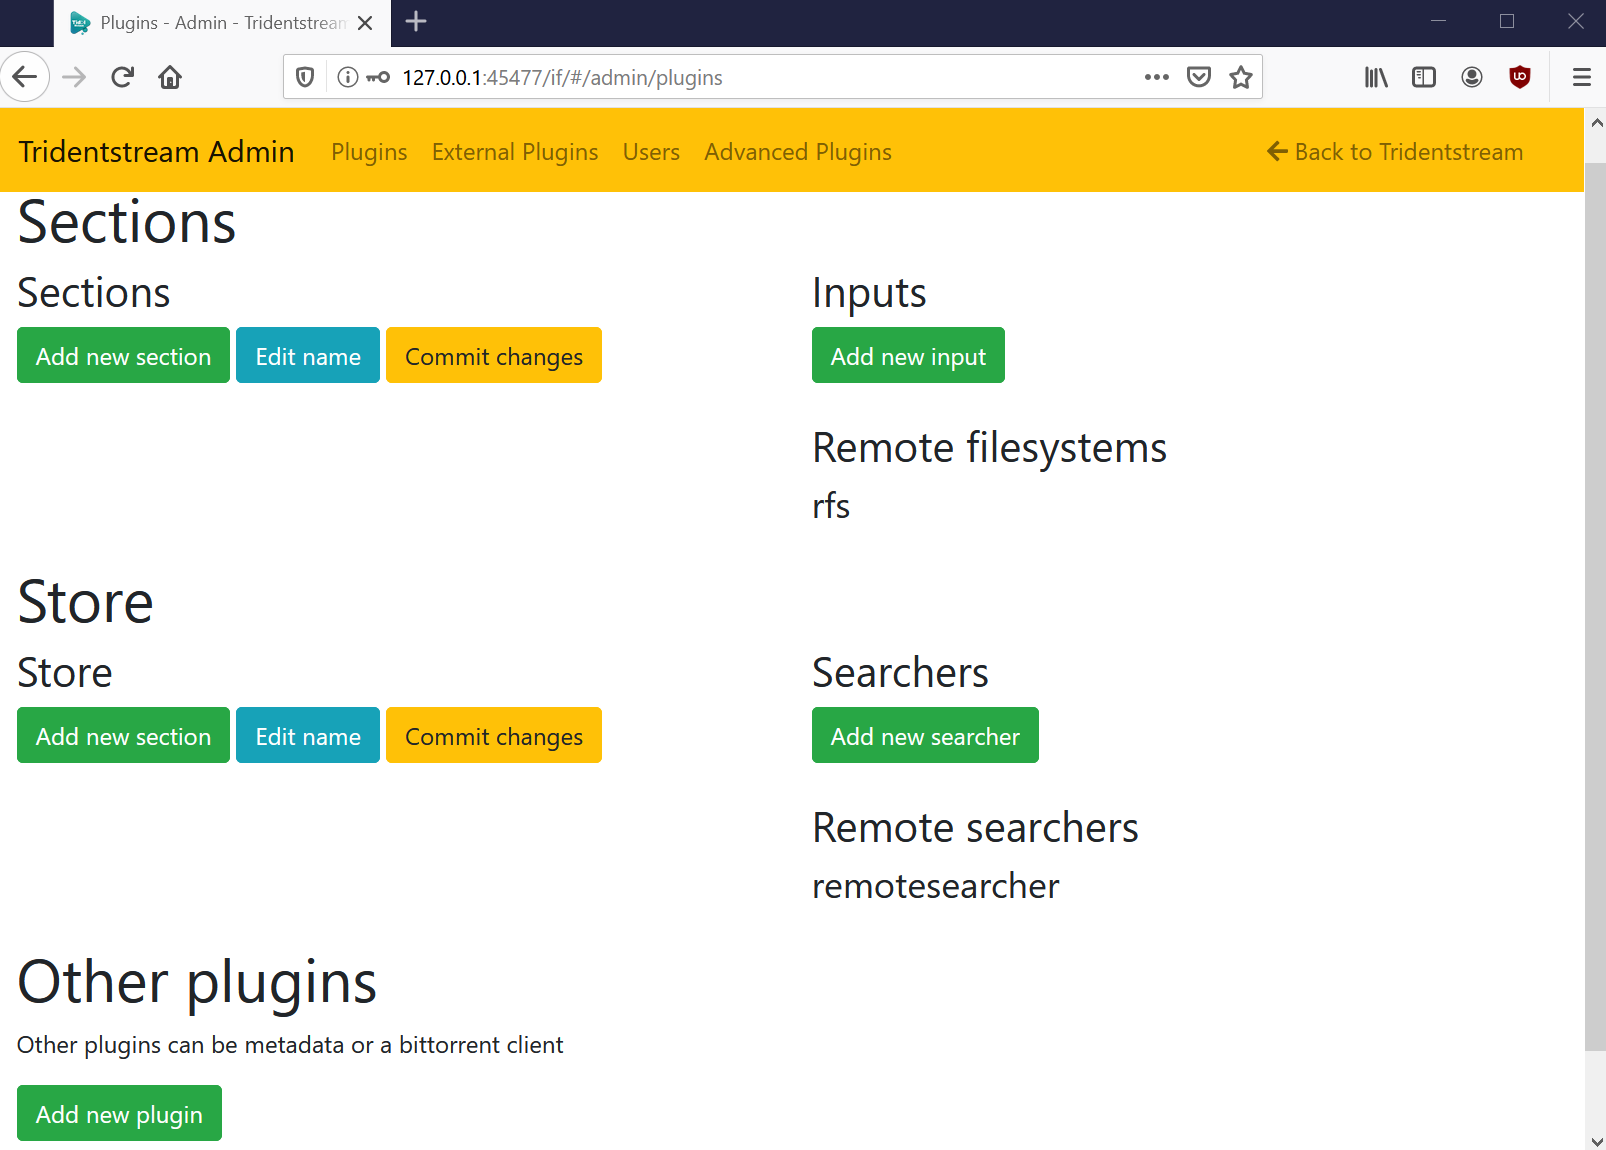 Plugins - Admin - Tridentstream
127.0.0.1:45477/if/#/admin/plugins
Tridentstream Admin Plugins External Plugins Users Advanced Plugins Back to Tridentstream
Sections
Sections
Add new section Edit name Commit changes
Inputs
Add new input
Remote filesystems
rfs
Store
Store
Add new section Edit name Commit changes
Searchers
Add new searcher
Remote searchers
remotesearcher
Other plugins
Other plugins can be metadata or a bittorrent client
Add new plugin